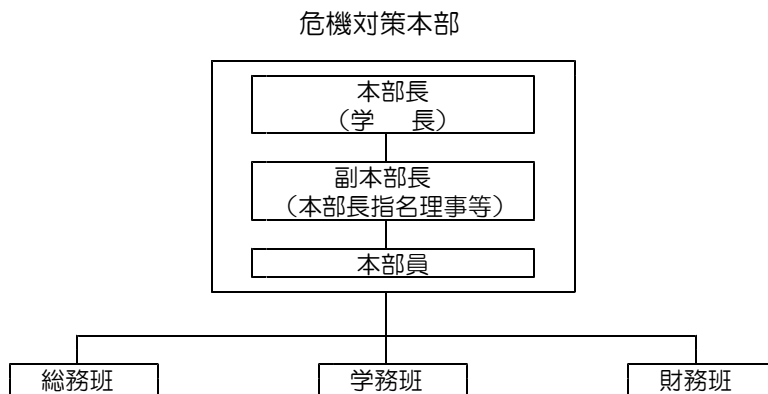 危機対策本部
本部長
（学　長）
副本部長
（本部長指名理事等）
本部員
総務班
学務班
財務班